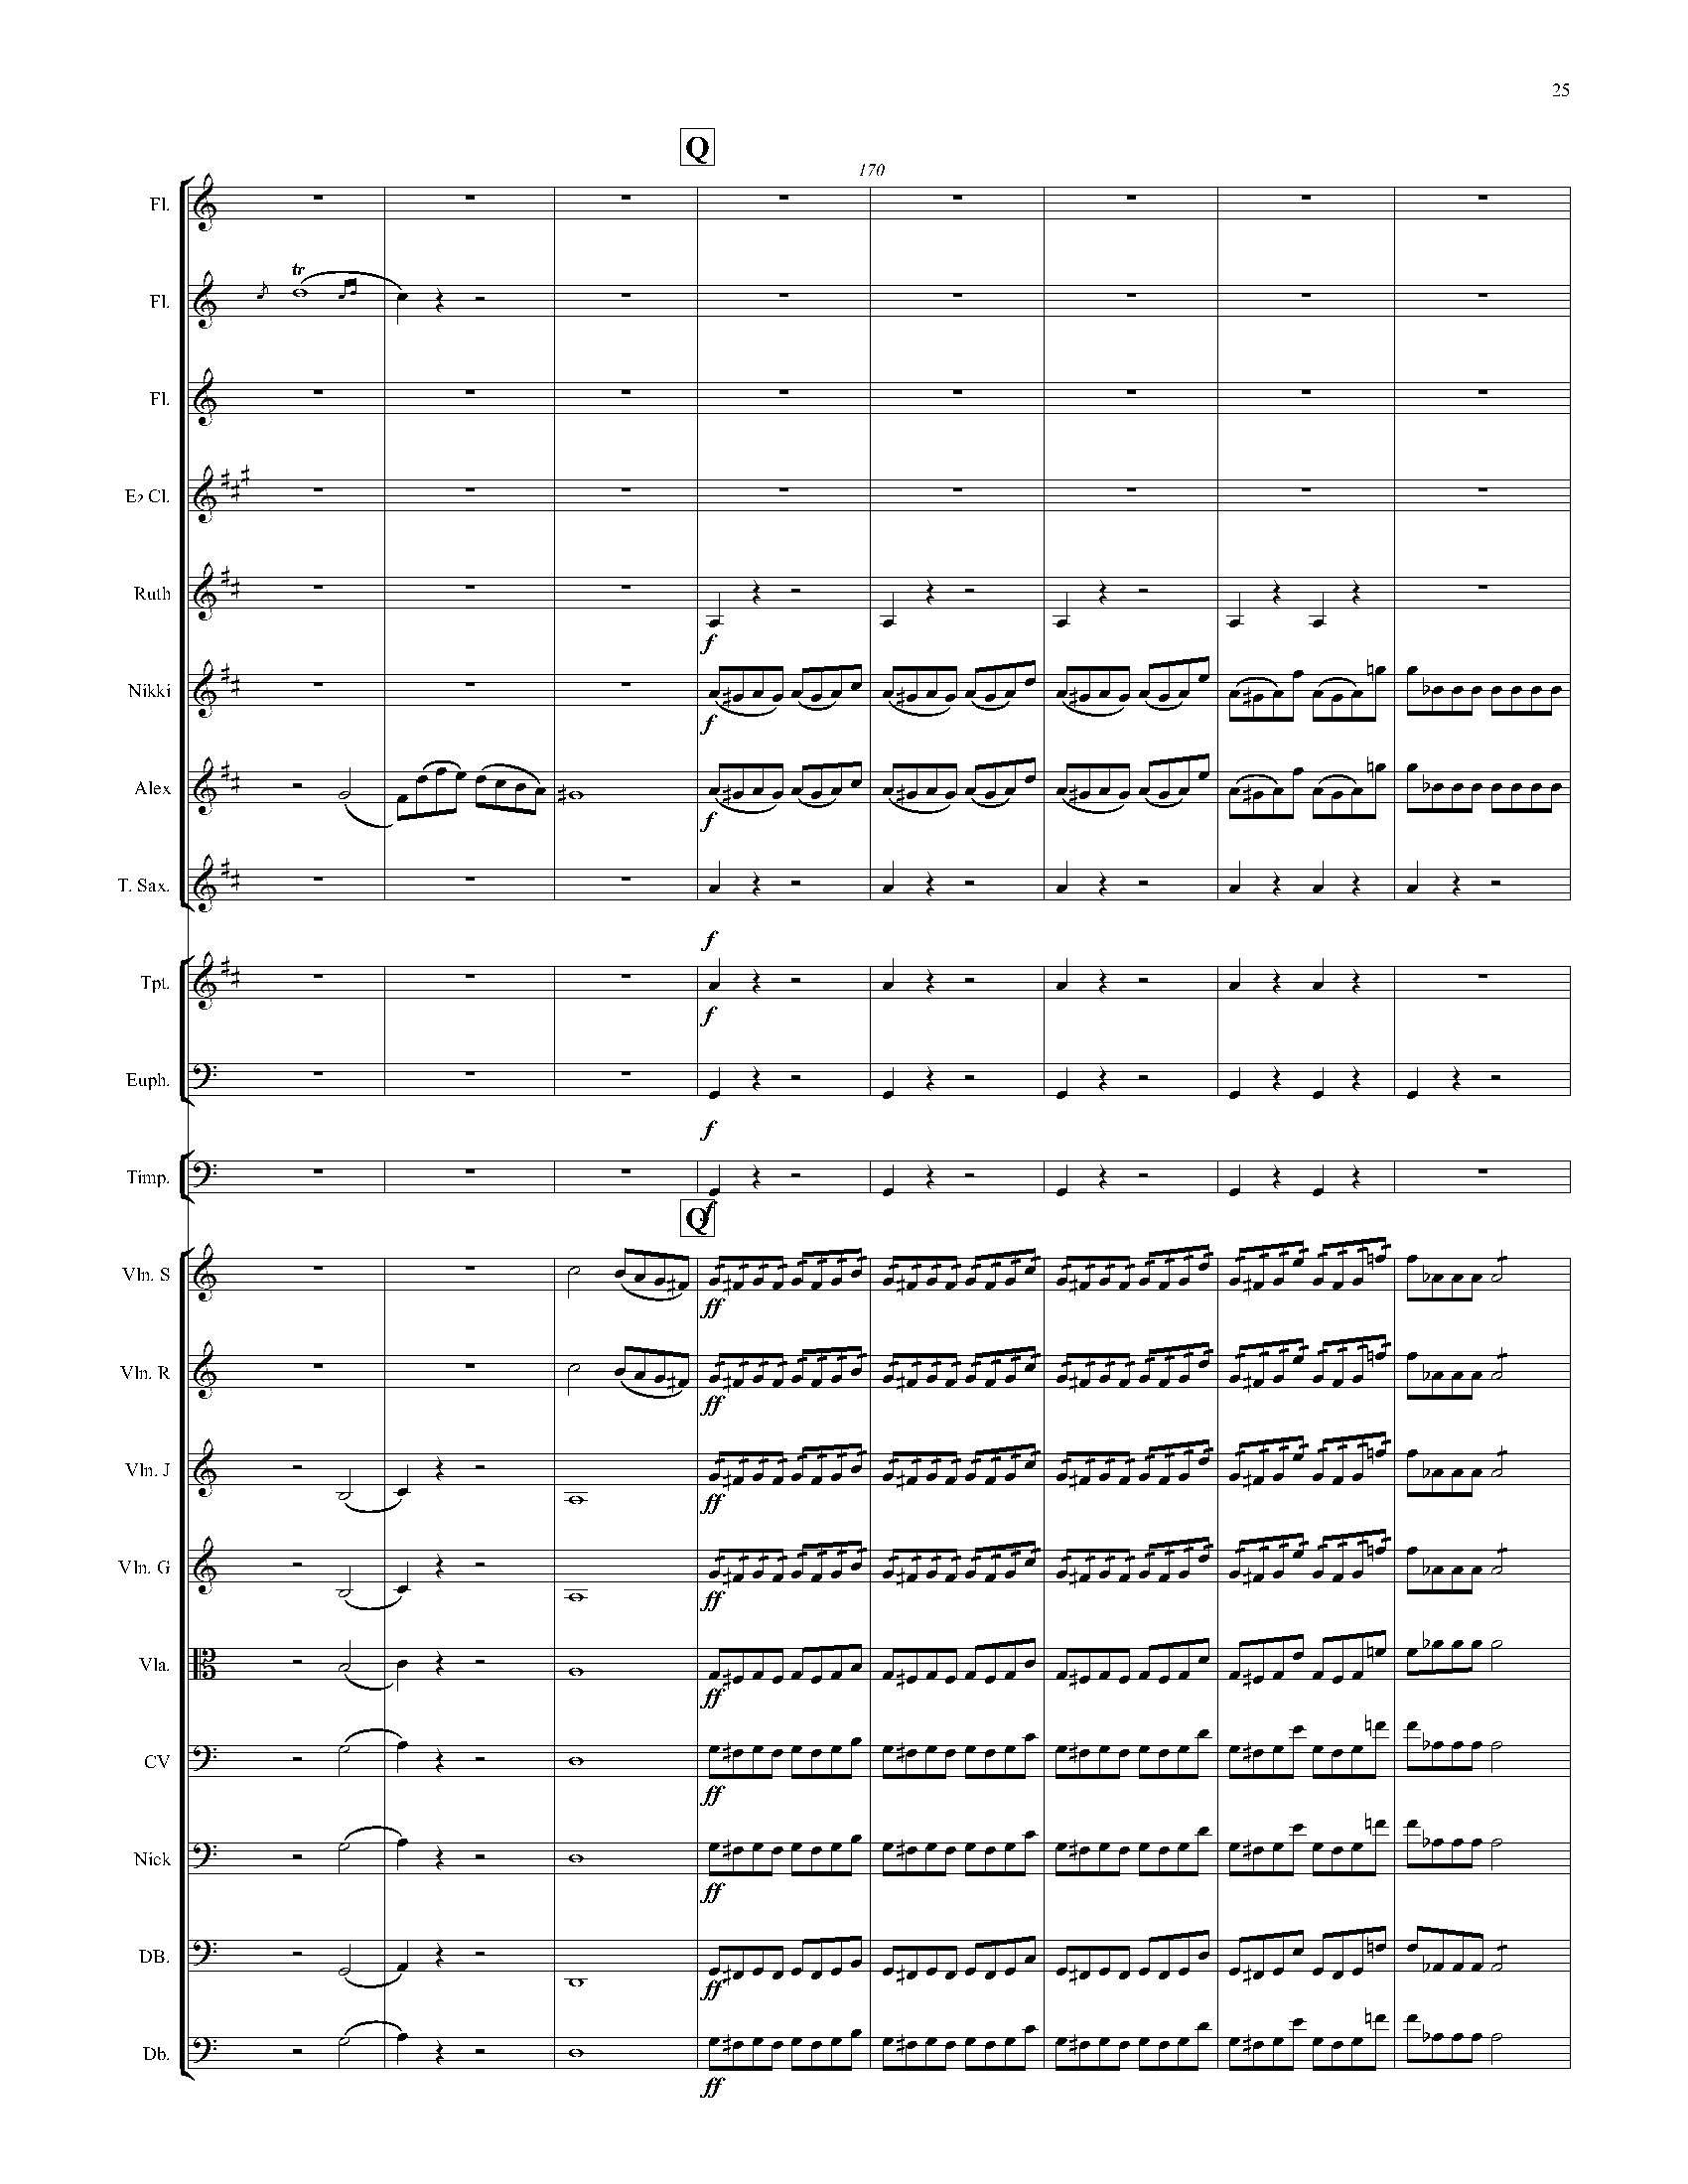 25
Q
170
Fl.
tr
Fl.
Fl.
E♭ Cl.
Ruth
f
Nikki
f
Alex
f
T. Sax.
f
Tpt.
f
Euph.
f
Timp.
f
Q
Vln. S
ff
Vln. R
ff
Vln. J
ff
Vln. G
ff
Vla.
ff
CV
ff
Nick
ff
DB.
ff
Db.
ff